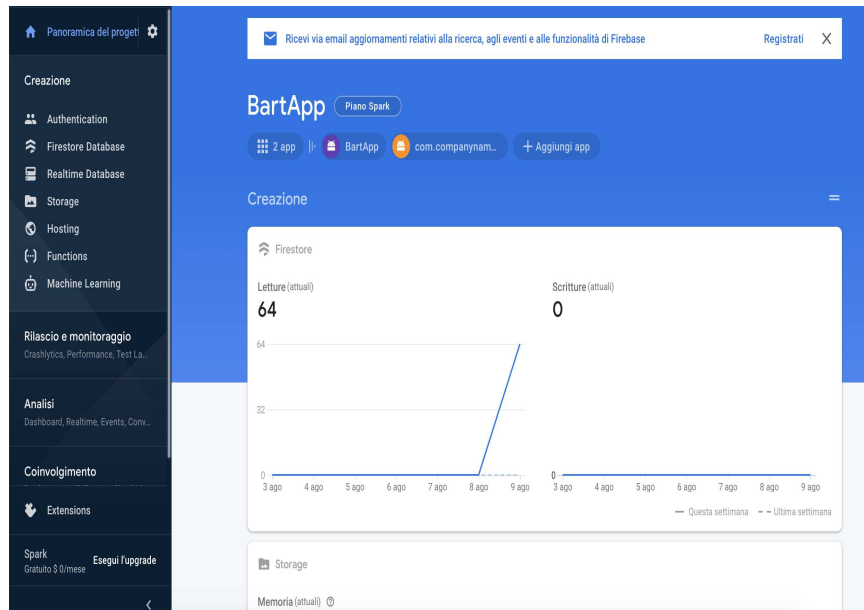 Panoramica del progett
Creazione
Authentication
Firestore Database
Realtime Database
Storage
Hosting
Functions
Machine Learning
Rilascio e monitoraggio
Crashlytics, Performance, Test La...
Analisi
Dashboard, Realtime, Events, Conv...
Coinvolgimento
Extensions
Spark
Gratuito $ 0/mese
Esegui l'upgrade
Ricevi via email aggiornamenti relativi alla ricerca, agli eventi e alle funzionalità di Firebase
Registrati
BartApp
Piano Spark
2 app
BartApp
com.companynam...
+ Aggiungi app
Creazione
Firestore
Letture (attuali)
64
64
32
0
3 ago 4 ago 5 ago 6 ago 7 ago 8 ago 9 ago
Scritture (attuali)
0
0
3 ago 4 ago 5 ago 6 ago 7 ago 8 ago 9 ago
Questa settimana Ultima settimana
Storage
Memoria (attuali)